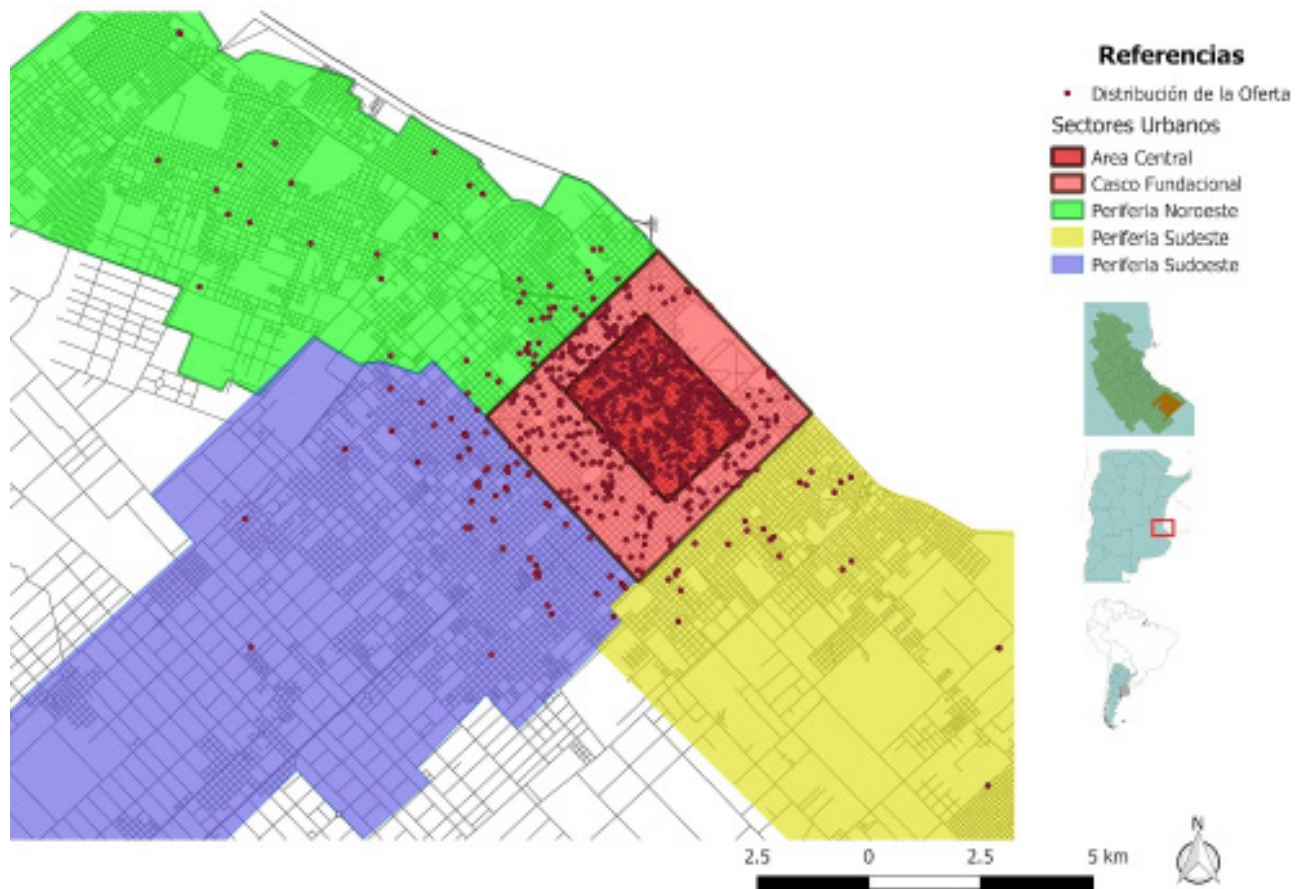 Referencias
Distribución de la Oferta
Sectores Urbanos
Area Central
Casco Fundacional
Periferia Noroeste
Periferia Sudeste
Periferia Sudoeste
N
2.5 0 2.5 5 km